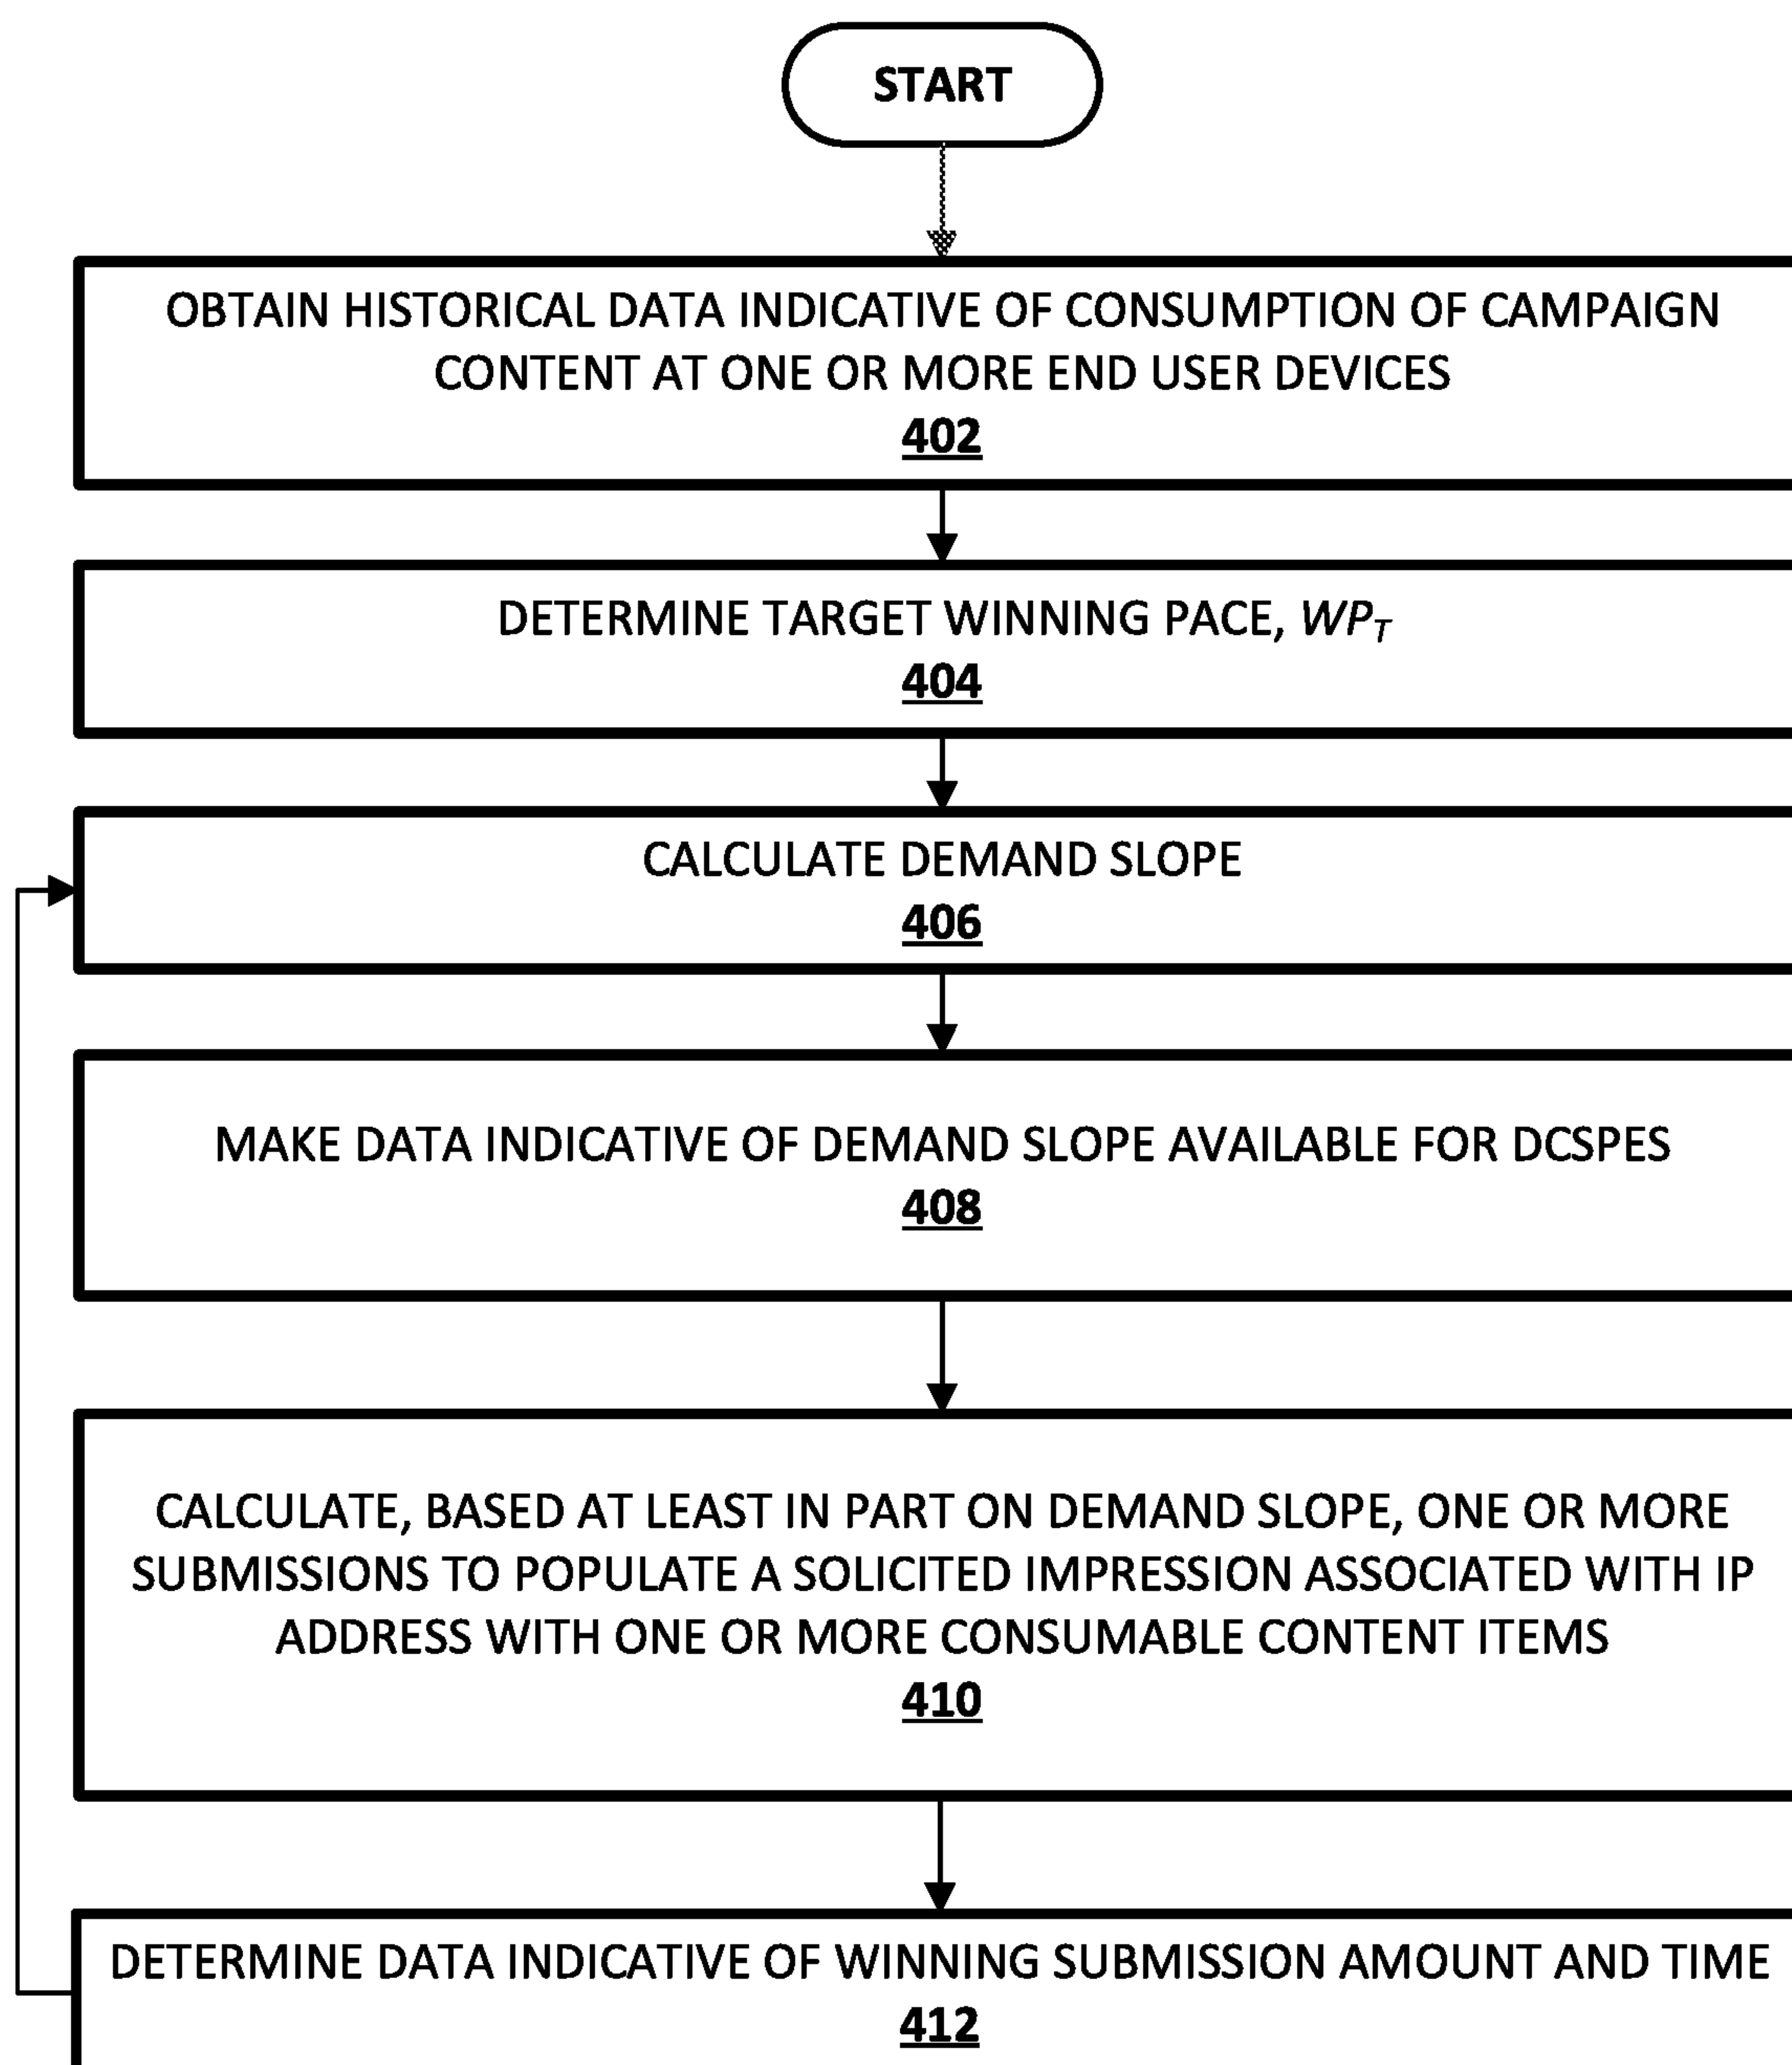 START
OBTAIN HISTORICAL DATA INDICATIVE OF CONSUMPTION OF CAMPAIGN
CONTENT AT ONE OR MORE END USER DEVICES
402
DETERMINE TARGET WINNING PACE, WP_T
404
CALCULATE DEMAND SLOPE
406
MAKE DATA INDICATIVE OF DEMAND SLOPE AVAILABLE FOR DCSPES
408
CALCULATE, BASED AT LEAST IN PART ON DEMAND SLOPE, ONE OR MORE
SUBMISSIONS TO POPULATE A SOLICITED IMPRESSION ASSOCIATED WITH IP
ADDRESS WITH ONE OR MORE CONSUMABLE CONTENT ITEMS
410
DETERMINE DATA INDICATIVE OF WINNING SUBMISSION AMOUNT AND TIME
412